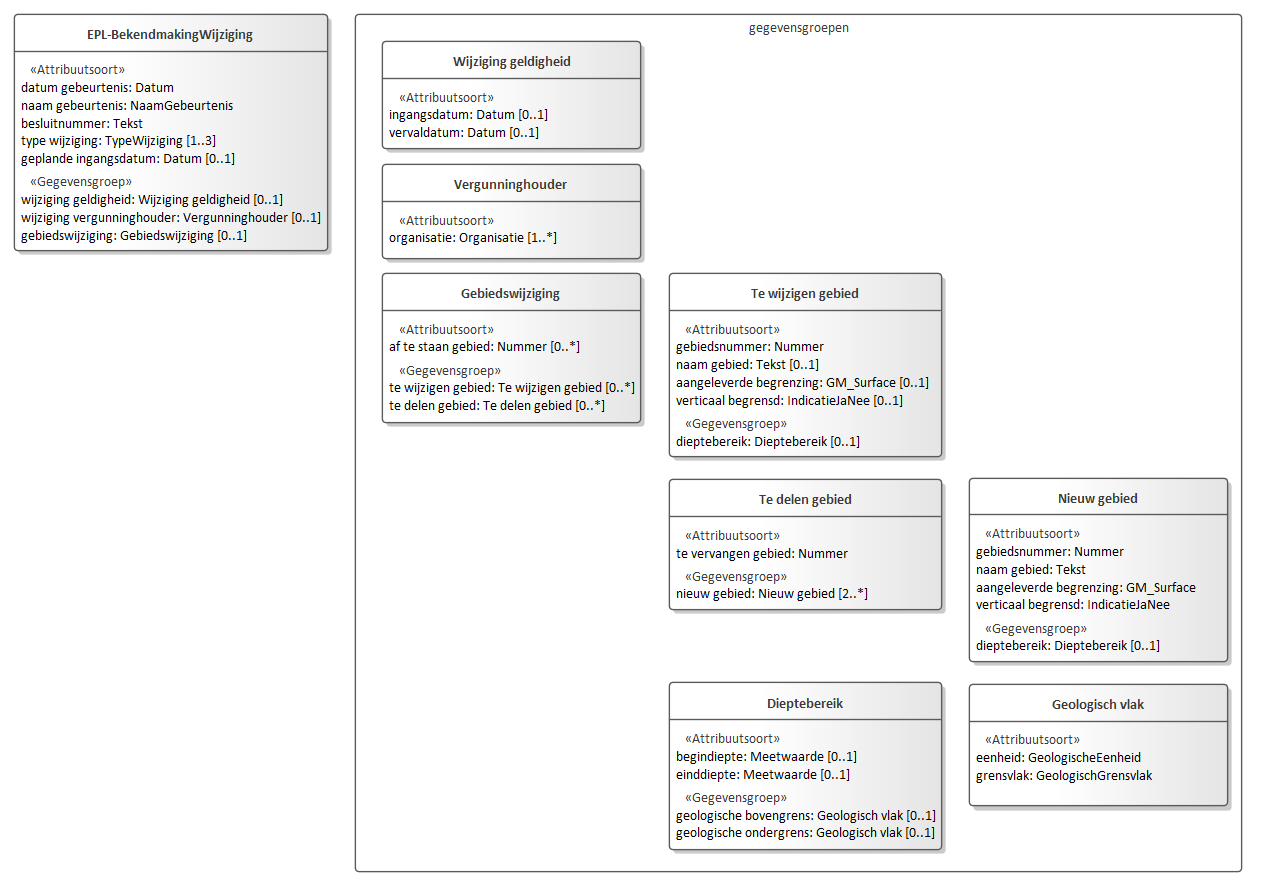 EPL-BekendmakingWijziging
«Attribuutsoort»
datum gebeurtenis: Datum
naam gebeurtenis: NaamGebeurtenis
besluitnummer: Tekst
type wijziging: TypeWijziging [1..3]
geplande ingangsdatum: Datum [0..1]
«Gegevensgroep»
wijziging geldigheid: Wijziging geldigheid [0..1]
wijziging vergunninghouder: Vergunninghouder [0..1]
gebiedswijziging: Gebiedswijziging [0..1]
gegevensgroepen
Wijziging geldigheid
«Attribuutsoort»
ingangsdatum: Datum [0..1]
vervaldatum: Datum [0..1]
Vergunninghouder
«Attribuutsoort»
organisatie: Organisatie [1..*]
Gebiedswijziging
«Attribuutsoort»
af te staan gebied: Nummer [0..*]
«Gegevensgroep»
te wijzigen gebied: Te wijzigen gebied [0..*]
te delen gebied: Te delen gebied [0..*]
Te wijzigen gebied
«Attribuutsoort»
gebiedsnummer: Nummer
naam gebied: Tekst [0..1]
aangeleverde begrenzing: GM_Surface [0..1]
verticaal begrensd: IndicatieJaNee [0..1]
«Gegevensgroep»
dieptebereik: Dieptebereik [0..1]
Te delen gebied
«Attribuutsoort»
te vervangen gebied: Nummer
«Gegevensgroep»
nieuw gebied: Nieuw gebied [2..*]
Nieuw gebied
«Attribuutsoort»
gebiedsnummer: Nummer
naam gebied: Tekst
aangeleverde begrenzing: GM_Surface
verticaal begrensd: IndicatieJaNee
«Gegevensgroep»
dieptebereik: Dieptebereik [0..1]
Dieptebereik
«Attribuutsoort»
begindiepte: Meetwaarde [0..1]
einddiepte: Meetwaarde [0..1]
«Gegevensgroep»
geologische bovengrens: Geologisch vlak [0..1]
geologische ondergrens: Geologisch vlak [0..1]
Geologisch vlak
«Attribuutsoort»
eenheid: GeologischeEenheid
grensvlak: GeologischGrensvlak